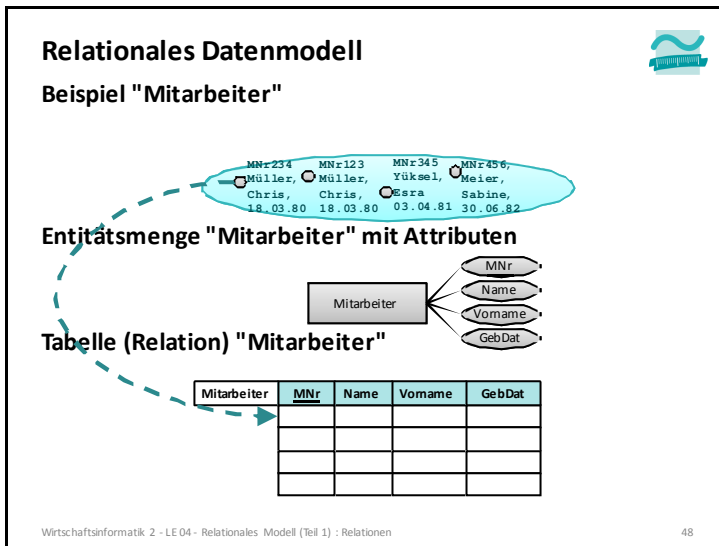 Relationales Datenmodell
Beispiel "Mitarbeiter"
MNr234
Müller,
Chris,
18.03.80
MNr123
Müller,
Chris,
18.03.80
MNr345
Yüksel,
Esra
03.04.81
MNr456,
Meier,
Sabine,
30.06.82
Entitätsmenge "Mitarbeiter" mit Attributen
Mitarbeiter
MNr
Name
Vorname
GebDat
Tabelle (Relation) "Mitarbeiter"
Mitarbeiter MNr Name Vorname GebDat
Wirtschaftsinformatik 2 - LE 04 - Relationales Modell (Teil 1) : Relationen 48